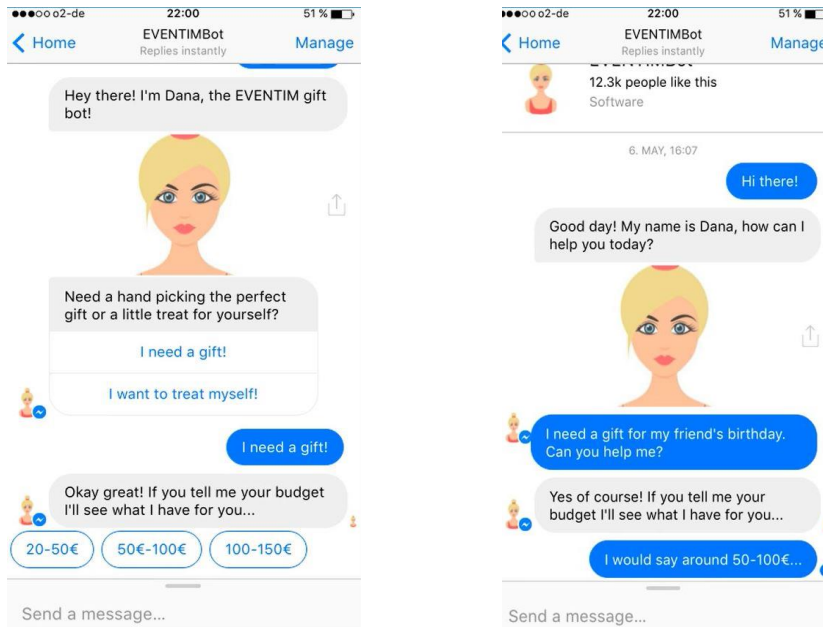 o2-de 22:00 51 %
Home EVENTIMBot Manage
Replies instantly
Hey there! I'm Dana, the EVENTIM gift
bot!
Need a hand picking the perfect
gift or a little treat for yourself?
I need a gift!
I want to treat myself!
I need a gift!
Okay great! If you tell me your budget
I'll see what I have for you...
20-50€ 50€-100€ 100-150€
Send a message...
o2-de 22:00 51 %
Home EVENTIMBot Manage
Replies instantly
12.3k people like this
Software
6. MAY, 16:07
Hi there!
Good day! My name is Dana, how can I
help you today?
I need a gift for my friend's birthday.
Can you help me?
Yes of course! If you tell me your
budget I'll see what I have for you...
I would say around 50-100€...
Send a message...